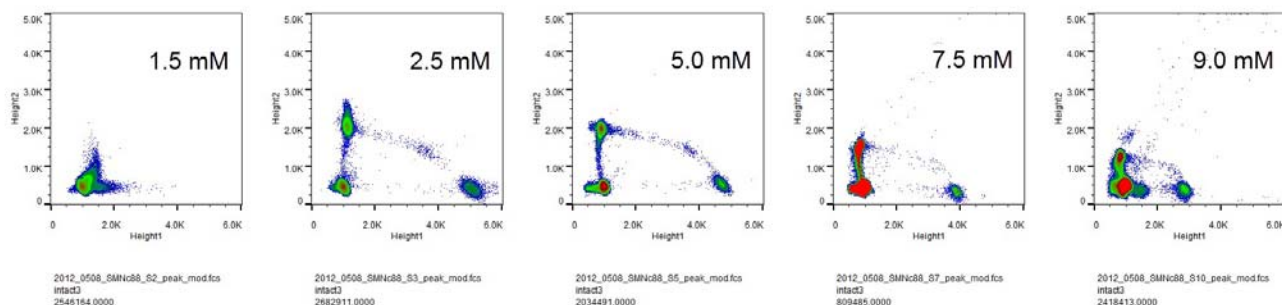 5.0K
4.0K
3.0K
2.0K
1.0K
0
Height2
1.5 mM
0
2.0K
4.0K
6.0K
Height1
2012_0508_SMNc88_S2_peak_mod.fcs
intact3
2546164.0000
5.0K
4.0K
3.0K
2.0K
1.0K
0
Height2
2.5 mM
0
2.0K
4.0K
6.0K
Height1
2012_0508_SMNc88_S3_peak_mod.fcs
intact3
2682911.0000
5.0K
4.0K
3.0K
2.0K
1.0K
0
Height2
5.0 mM
0
2.0K
4.0K
6.0K
Height1
2012_0508_SMNc88_S5_peak_mod.fcs
intact3
2034491.0000
5.0K
4.0K
3.0K
2.0K
1.0K
0
Height2
7.5 mM
0
2.0K
4.0K
6.0K
Height1
2012_0508_SMNc88_S7_peak_mod.fcs
intact3
809485.0000
5.0K
4.0K
3.0K
2.0K
1.0K
0
Height2
9.0 mM
0
2.0K
4.0K
6.0K
Height1
2012_0508_SMNc88_S10_peak_mod.fcs
intact3
2418413.0000